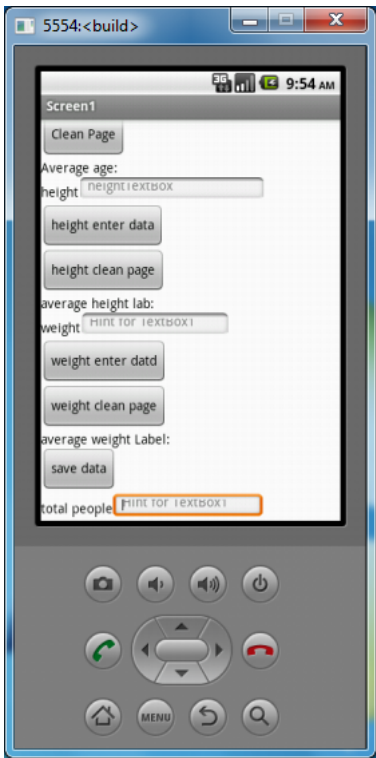 5554:<build>
3G 9:54 AM
Screen1
Clean Page
Average age:
height heightTextBox
height enter data
height clean page
average height lab:
weight Hint for TextBox1
weight enter datd
weight clean page
average weight Label:
save data
total people Hint for TextBox1
MENU